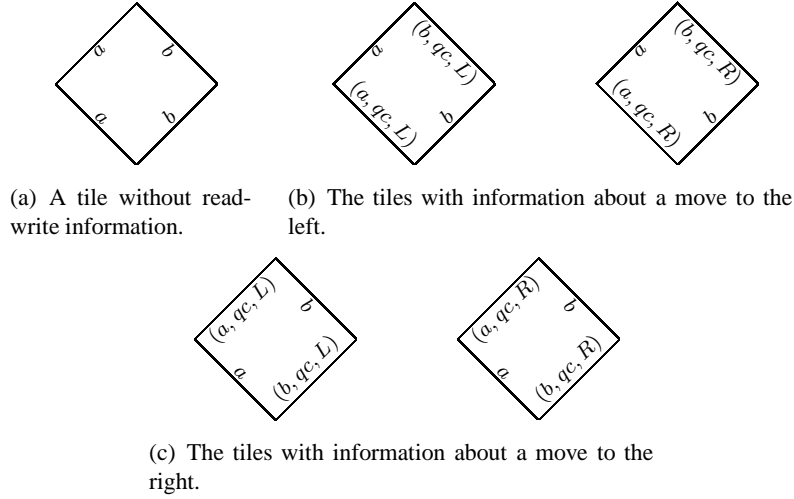 a b
a b
a (b, qc, L)
(a, qc, L) b
a (b, qc, R)
(a, qc, R) b
(a) A tile without read-
write information.
(b) The tiles with information about a move to the
left.
(a, qc, L) b
a (b, qc, L)
(a, qc, R) b
a (b, qc, R)
(c) The tiles with information about a move to the
right.